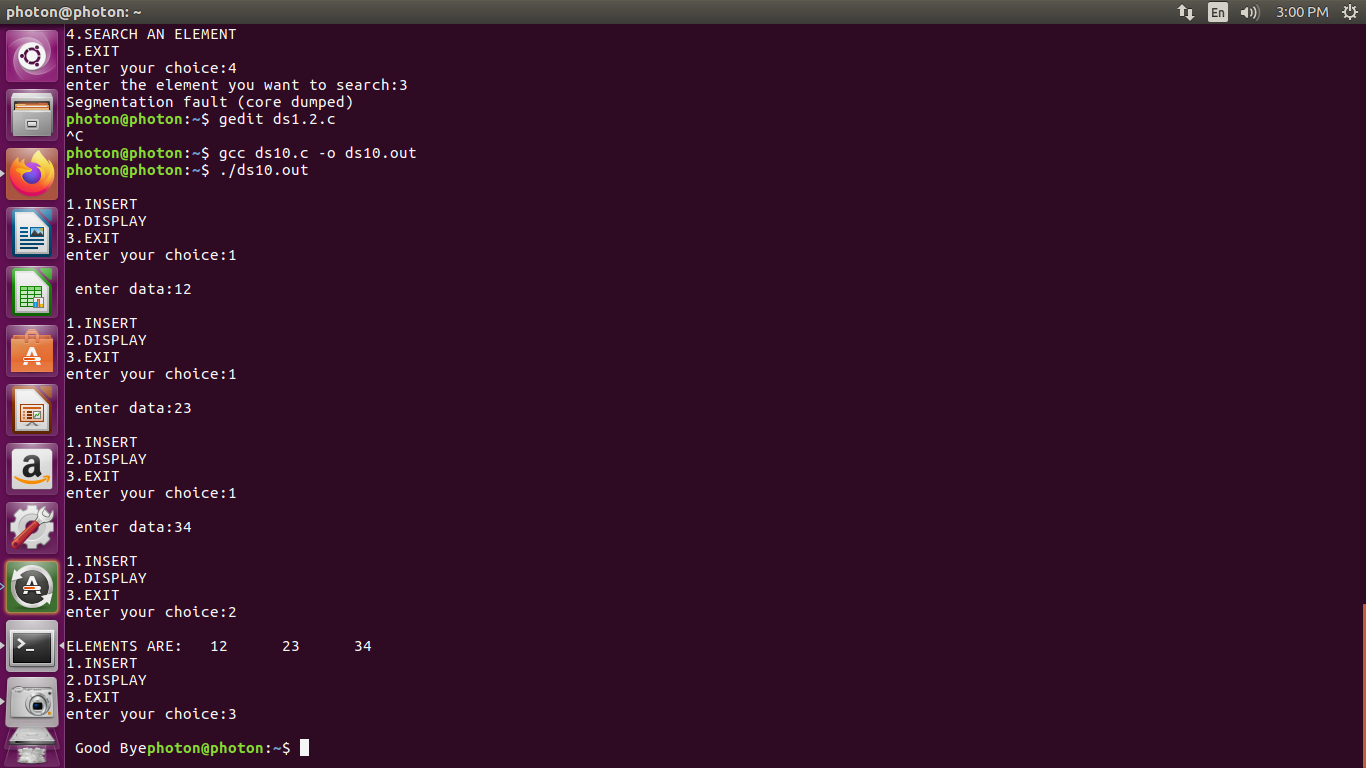 photon@photon: ~
En
3:00 PM
4.SEARCH AN ELEMENT
5.EXIT
enter your choice:4
enter the element you want to search:3
Segmentation fault (core dumped)
photon@photon:~$ gedit ds1.2.c
^C
photon@photon:~$ gcc ds10.c -o ds10.out
photon@photon:~$ ./ds10.out
1.INSERT
2.DISPLAY
3.EXIT
enter your choice:1
enter data:12
1.INSERT
2.DISPLAY
3.EXIT
enter your choice:1
enter data:23
1.INSERT
2.DISPLAY
3.EXIT
enter your choice:1
enter data:34
1.INSERT
2.DISPLAY
3.EXIT
enter your choice:2
ELEMENTS ARE:   12      23      34
1.INSERT
2.DISPLAY
3.EXIT
enter your choice:3
Good Byephoton@photon:~$